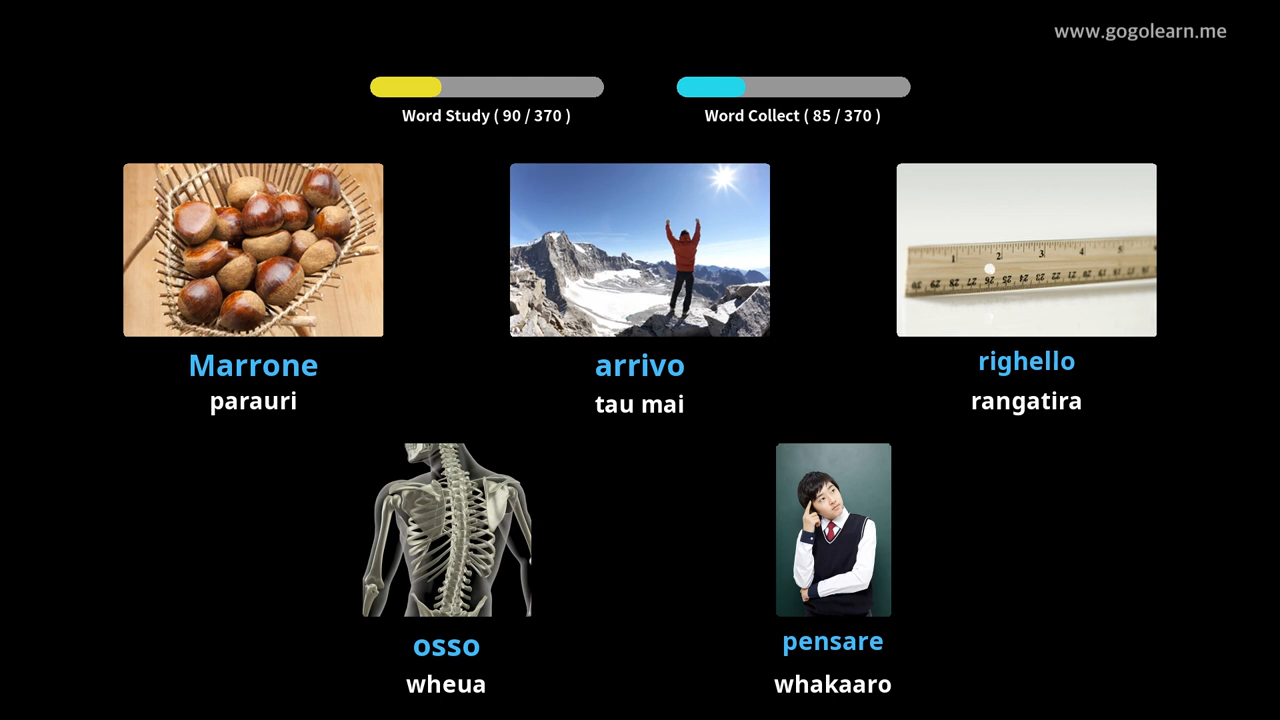 www.gogolearn.me
Word Study ( 90 / 370 )
Word Collect ( 85 / 370 )
Marrone
parauri
arrivo
tau mai
righello
rangatira
osso
wheua
pensare
whakaaro